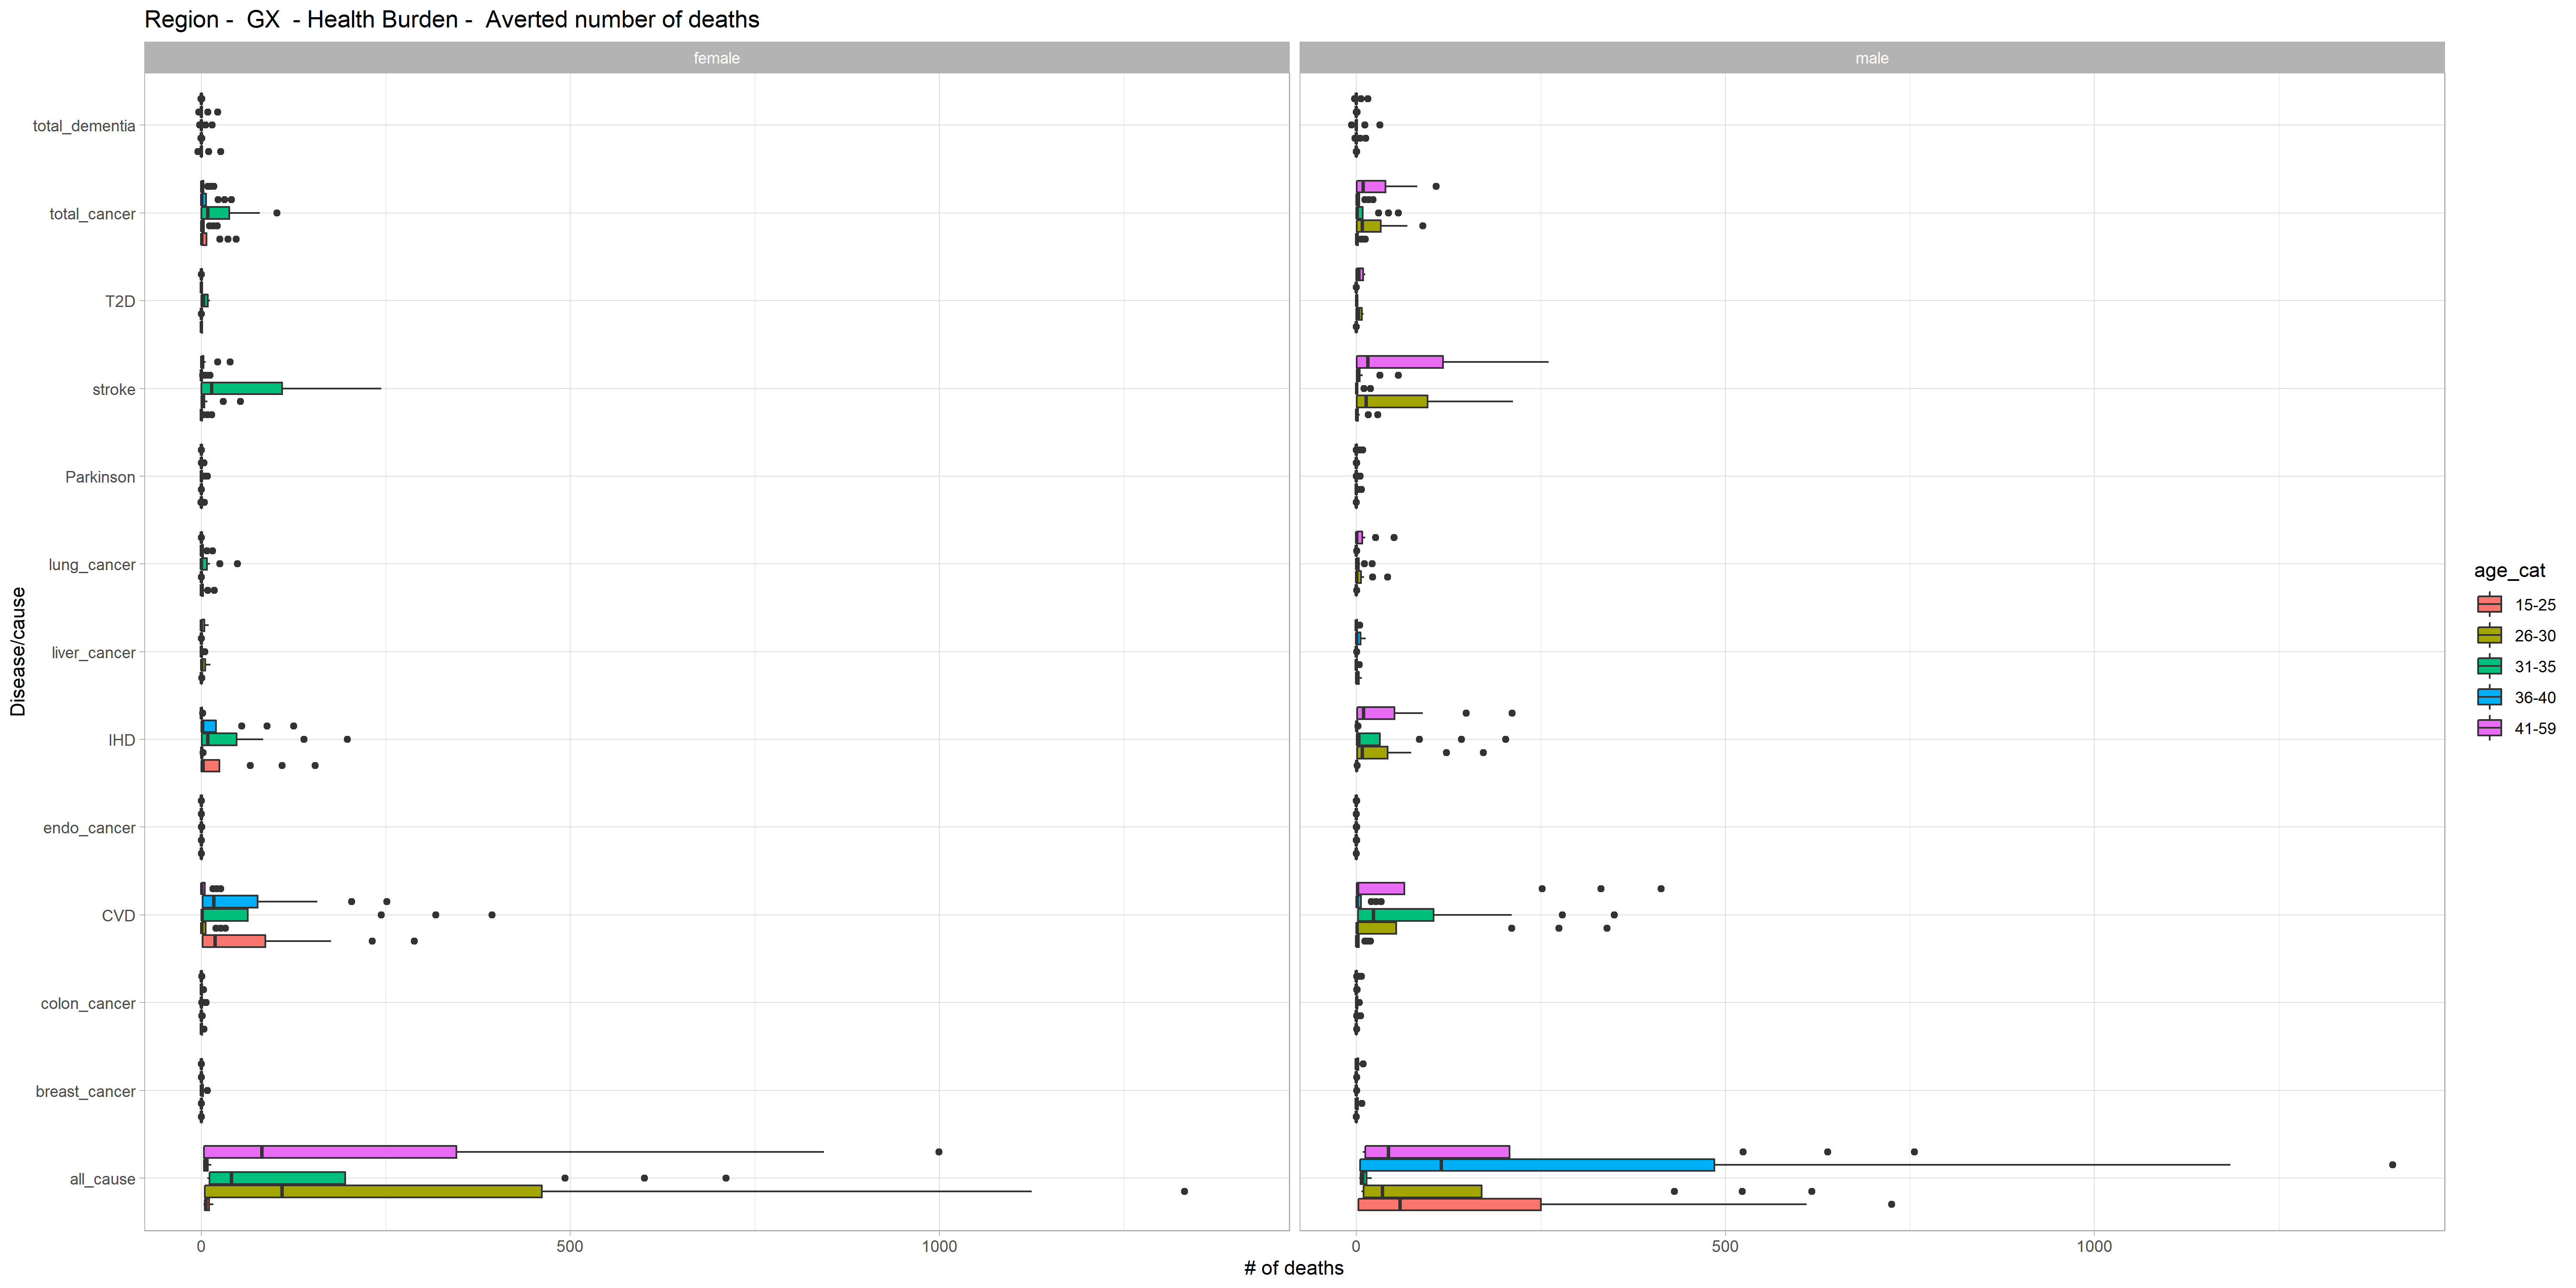 Region -  GX  - Health Burden -  Averted number of deaths
female
male
total_dementia
total_cancer
T2D
stroke
Parkinson
lung_cancer
liver_cancer
IHD
endo_cancer
CVD
colon_cancer
breast_cancer
all_cause
Disease/cause
0
500
1000
0
500
1000
# of deaths
age_cat
15-25
26-30
31-35
36-40
41-59